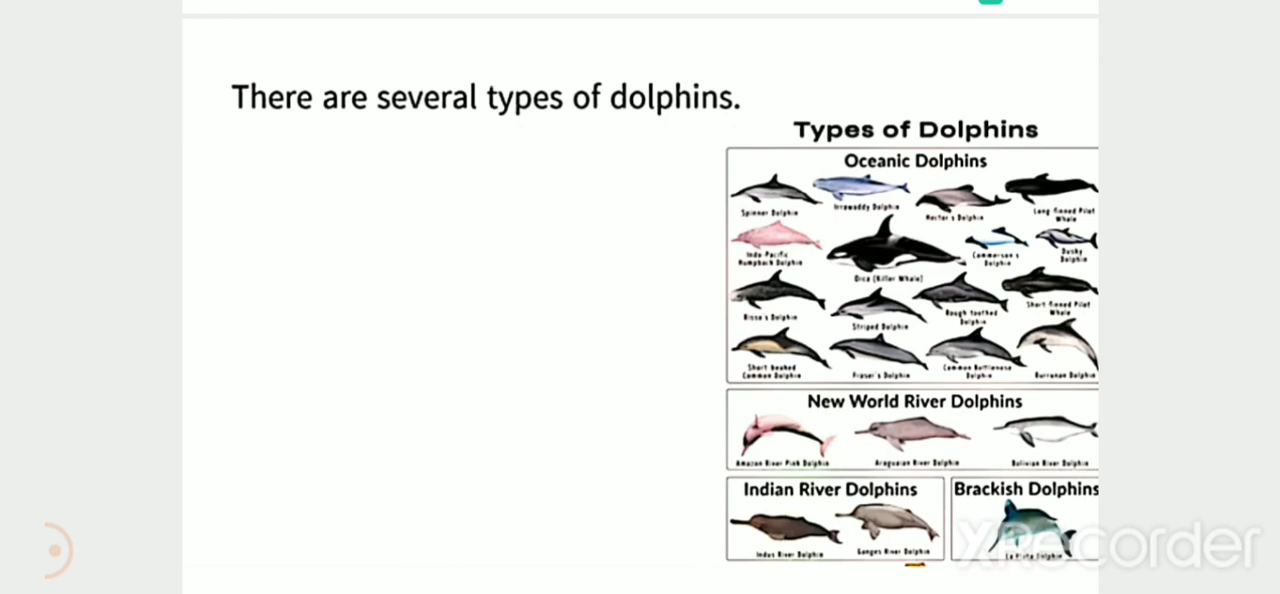 There are several types of dolphins.
Types of Dolphins
Oceanic Dolphins
Spinner Dolphin
Irrawaddy Dolphin
Hector's Dolphin
Long finned Pilot
Whale
Indo-Pacific
Humpback Dolphin
Orca (Killer Whale)
Commerson's
Dolphin
Dusky
Dolphin
Risso's Dolphin
Striped Dolphin
Rough toothed
Dolphin
Short finned Pilot
Whale
Short beaked
Common Dolphin
Fraser's Dolphin
Common Bottlenose
Dolphin
Burrunan Dolphin
New World River Dolphins
Amazon River Pink Dolphin
Araguaian River Dolphin
Bolivian River Dolphin
Indian River Dolphins
Indus River Dolphin
Ganges River Dolphin
Brackish Dolphins
La Plata Dolphin
XRecorder